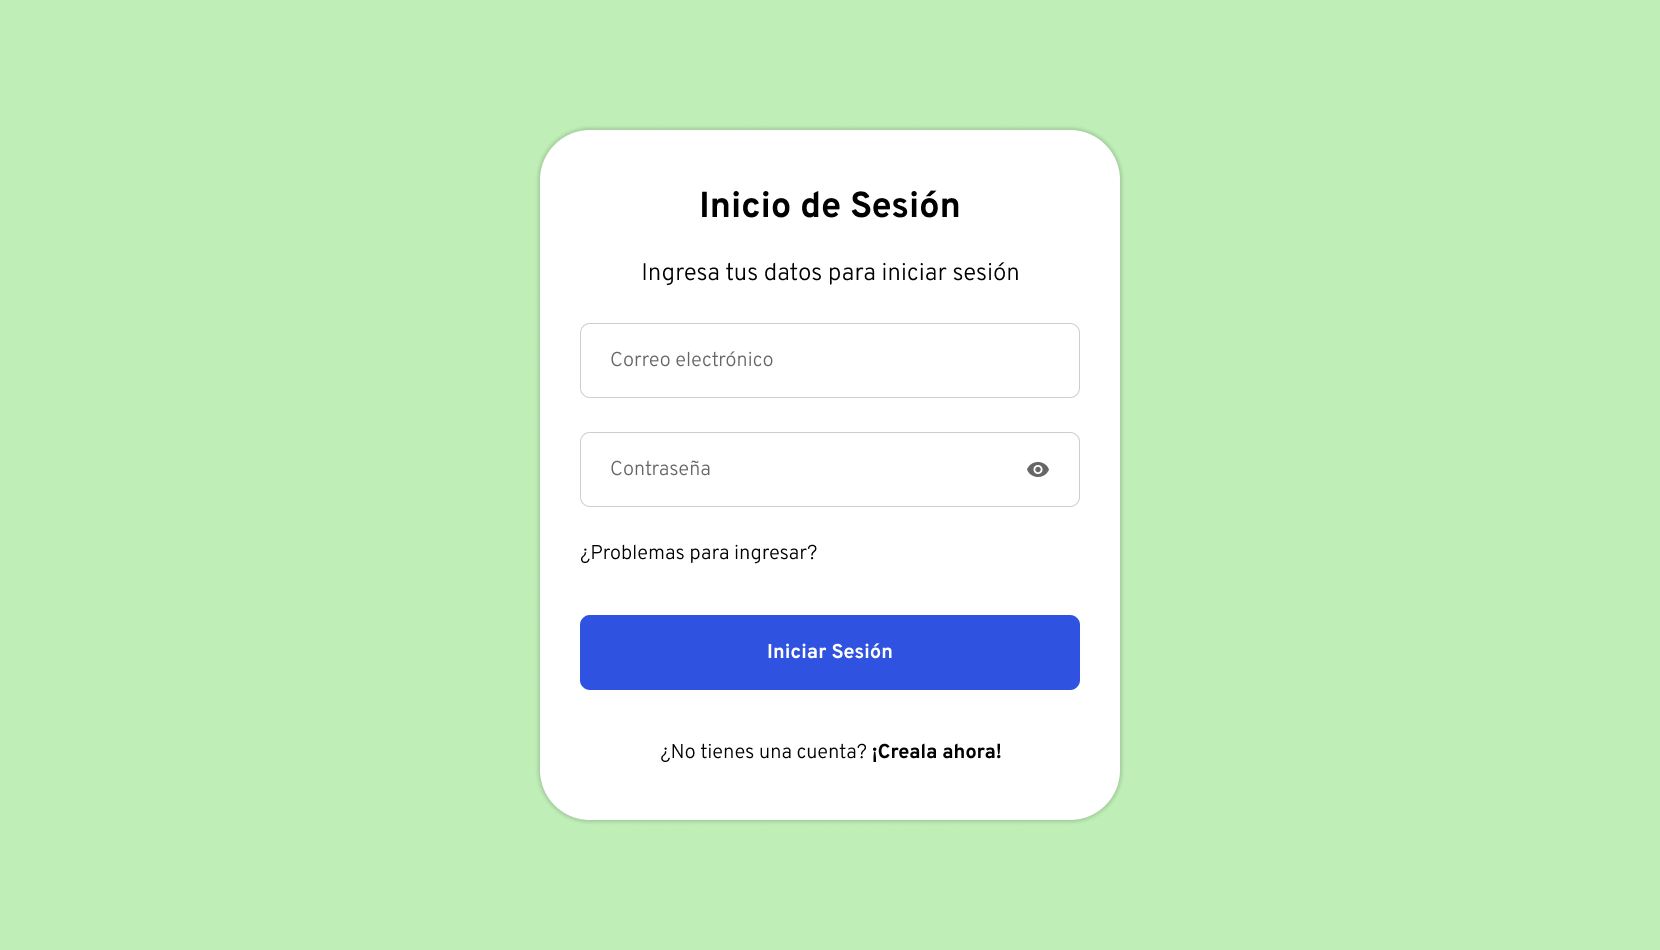 Inicio de Sesión
Ingresa tus datos para iniciar sesión
Correo electrónico
Contraseña
¿Problemas para ingresar?
Iniciar Sesión
¿No tienes una cuenta? ¡Creala ahora!